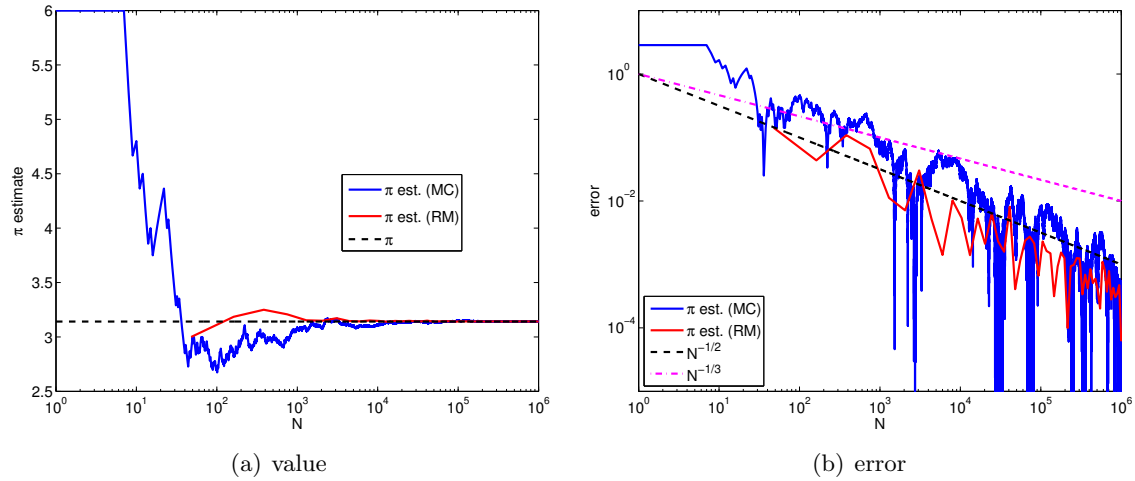 6
5.5
5
4.5
4
3.5
3
2.5
π estimate
10^0
10^1
10^2
10^3
10^4
10^5
10^6
N
π est. (MC)
π est. (RM)
π
(a) value
10^0
10^-2
10^-4
error
10^0
10^1
10^2
10^3
10^4
10^5
10^6
N
π est. (MC)
π est. (RM)
N^-1/2
N^-1/3
(b) error